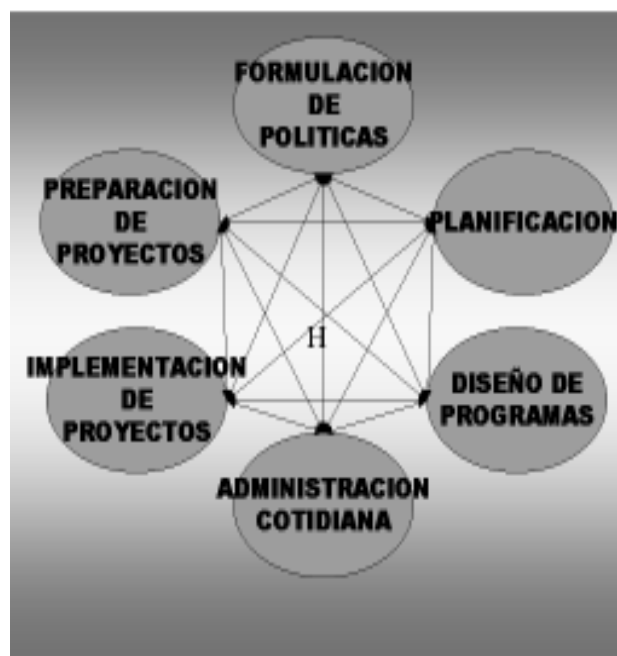 FORMULACION
DE
POLITICAS
PREPARACION
DE
PROYECTOS
PLANIFICACION
H
IMPLEMENTACION
DE
PROYECTOS
DISEÑO DE
PROGRAMAS
ADMINISTRACION
COTIDIANA